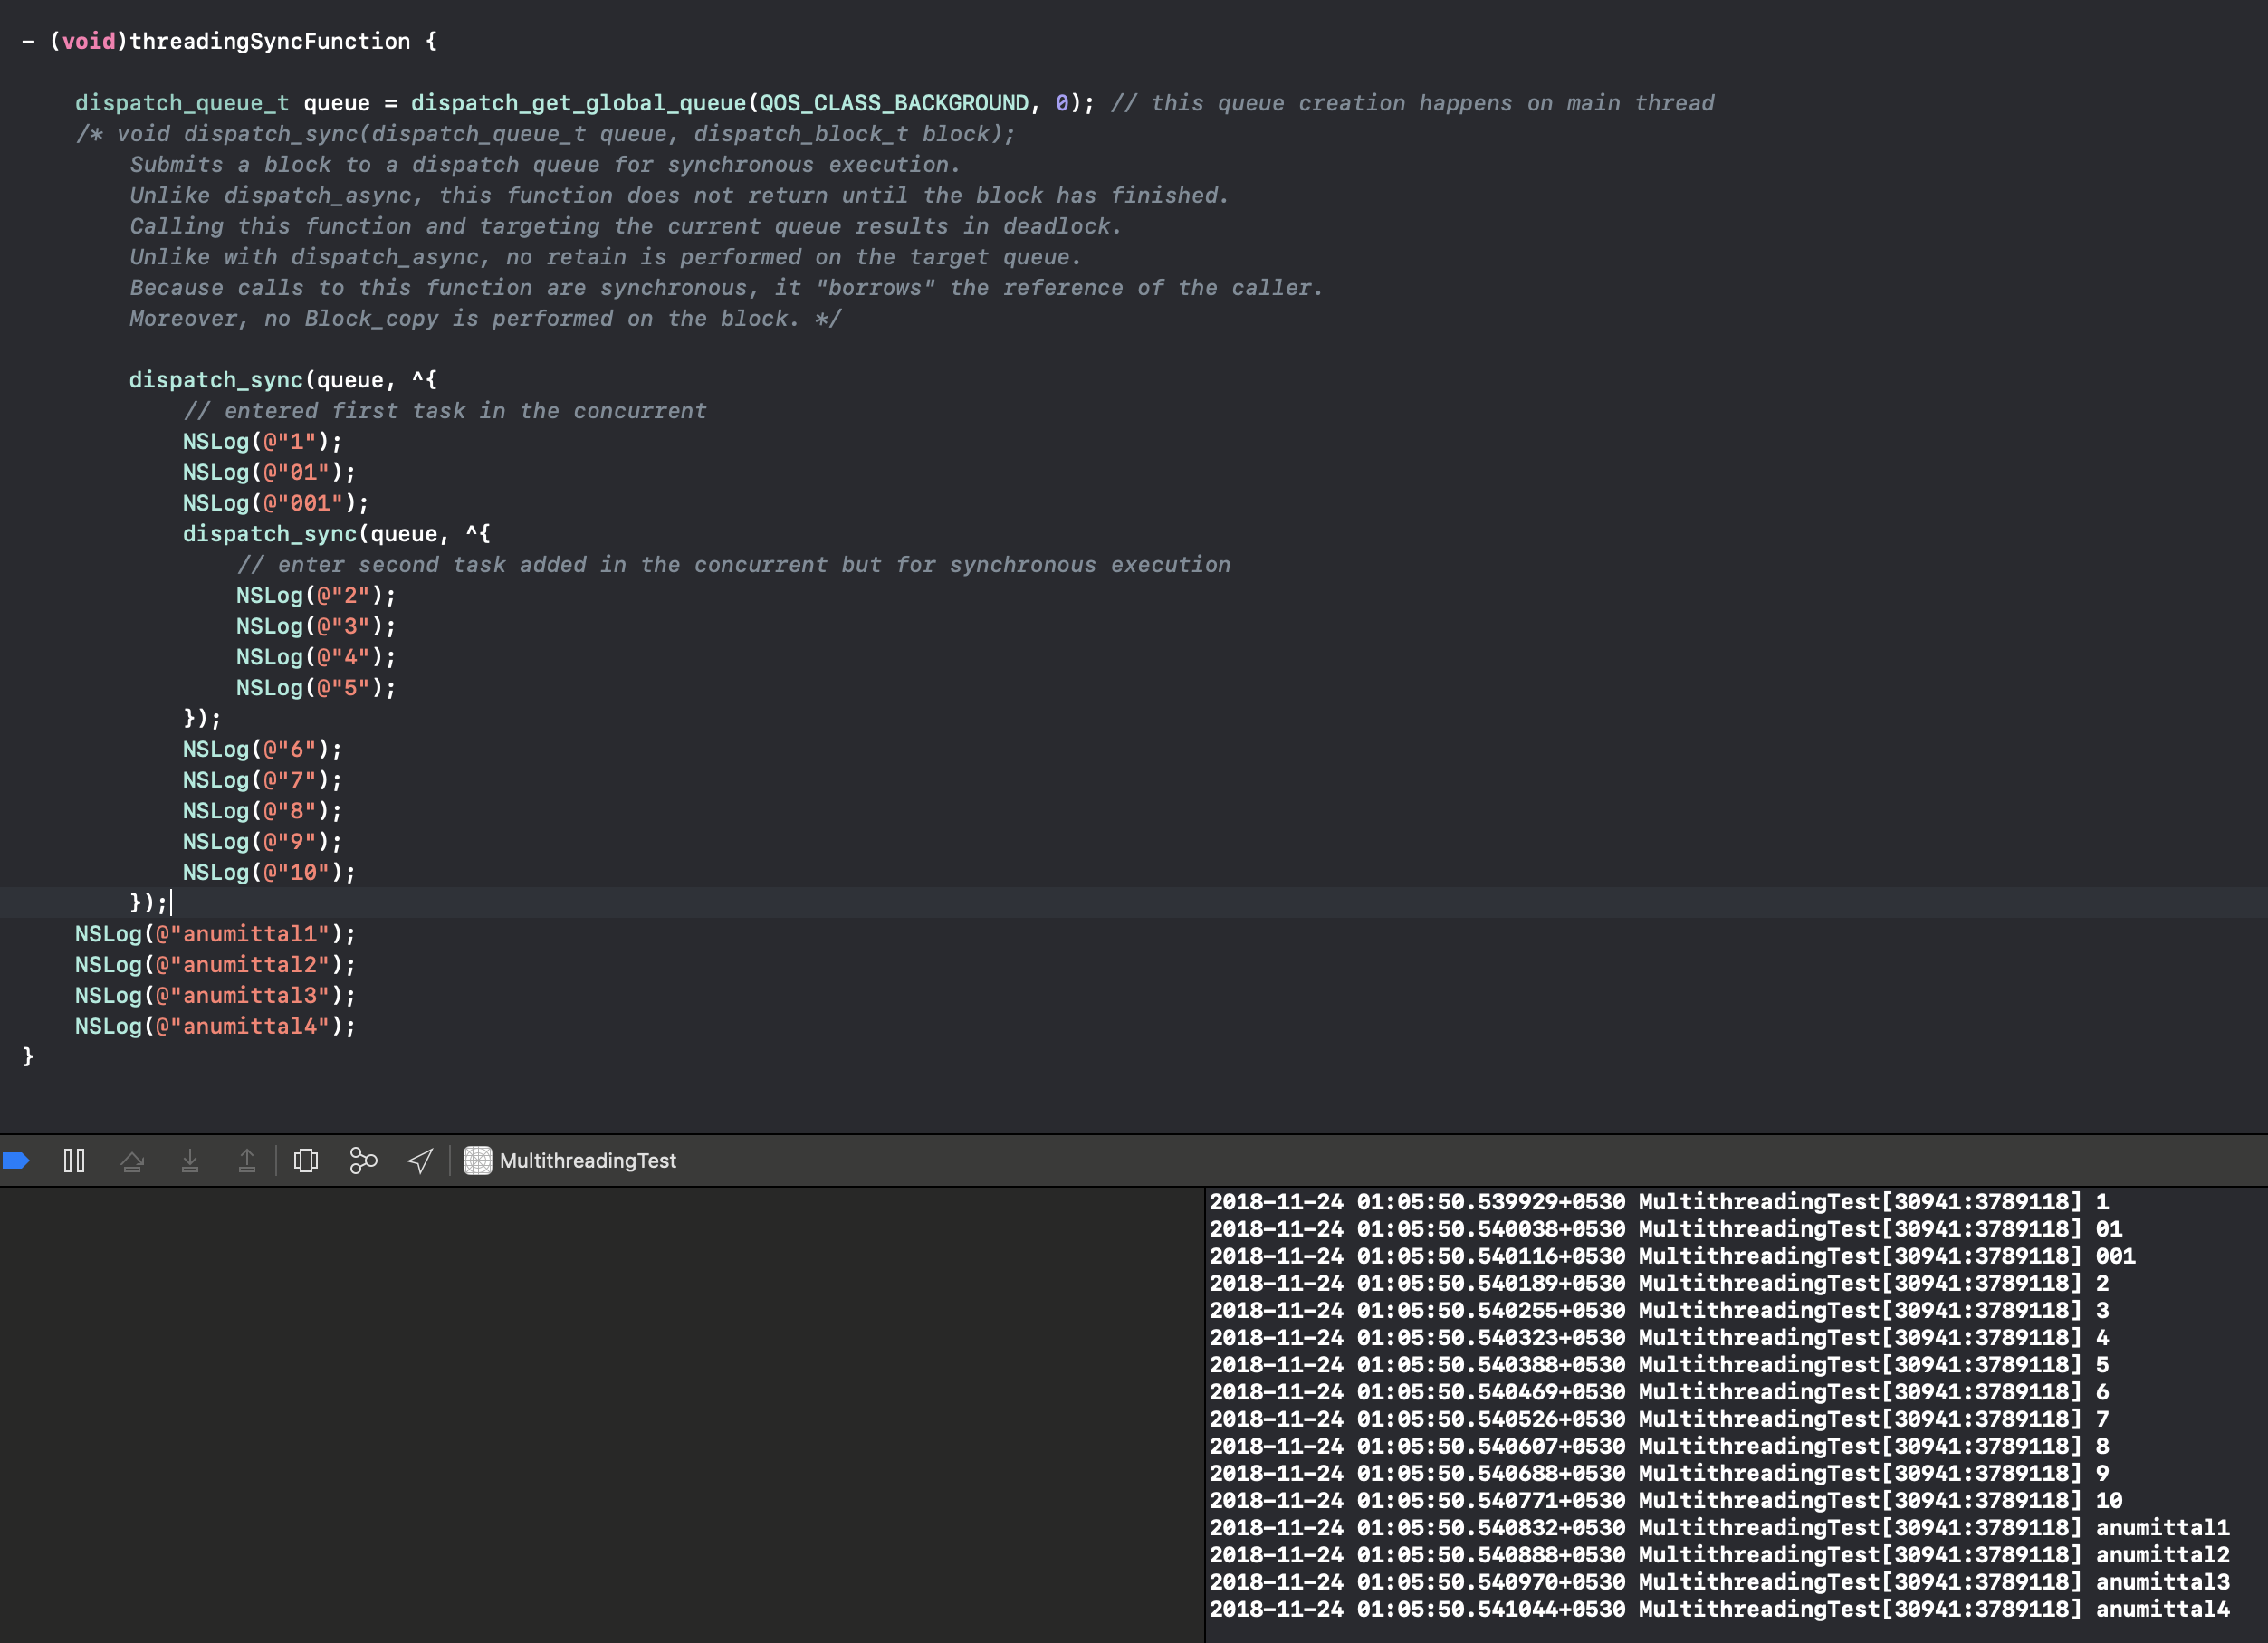 - (void)threadingSyncFunction {
dispatch_queue_t queue = dispatch_get_global_queue(QOS_CLASS_BACKGROUND, 0); // this queue creation happens on main thread
/* void dispatch_sync(dispatch_queue_t queue, dispatch_block_t block);
Submits a block to a dispatch queue for synchronous execution.
Unlike dispatch_async, this function does not return until the block has finished.
Calling this function and targeting the current queue results in deadlock.
Unlike with dispatch_async, no retain is performed on the target queue.
Because calls to this function are synchronous, it "borrows" the reference of the caller.
Moreover, no Block_copy is performed on the block. */
dispatch_sync(queue, ^{
// entered first task in the concurrent
NSLog(@"1");
NSLog(@"01");
NSLog(@"001");
dispatch_sync(queue, ^{
// enter second task added in the concurrent but for synchronous execution
NSLog(@"2");
NSLog(@"3");
NSLog(@"4");
NSLog(@"5");
});
NSLog(@"6");
NSLog(@"7");
NSLog(@"8");
NSLog(@"9");
NSLog(@"10");
});
NSLog(@"anumittal1");
NSLog(@"anumittal2");
NSLog(@"anumittal3");
NSLog(@"anumittal4");
}
MultithreadingTest
2018-11-24 01:05:50.539929+0530 MultithreadingTest[30941:3789118] 1
2018-11-24 01:05:50.540038+0530 MultithreadingTest[30941:3789118] 01
2018-11-24 01:05:50.540116+0530 MultithreadingTest[30941:3789118] 001
2018-11-24 01:05:50.540189+0530 MultithreadingTest[30941:3789118] 2
2018-11-24 01:05:50.540255+0530 MultithreadingTest[30941:3789118] 3
2018-11-24 01:05:50.540323+0530 MultithreadingTest[30941:3789118] 4
2018-11-24 01:05:50.540388+0530 MultithreadingTest[30941:3789118] 5
2018-11-24 01:05:50.540469+0530 MultithreadingTest[30941:3789118] 6
2018-11-24 01:05:50.540526+0530 MultithreadingTest[30941:3789118] 7
2018-11-24 01:05:50.540607+0530 MultithreadingTest[30941:3789118] 8
2018-11-24 01:05:50.540688+0530 MultithreadingTest[30941:3789118] 9
2018-11-24 01:05:50.540771+0530 MultithreadingTest[30941:3789118] 10
2018-11-24 01:05:50.540832+0530 MultithreadingTest[30941:3789118] anumittal1
2018-11-24 01:05:50.540888+0530 MultithreadingTest[30941:3789118] anumittal2
2018-11-24 01:05:50.540970+0530 MultithreadingTest[30941:3789118] anumittal3
2018-11-24 01:05:50.541044+0530 MultithreadingTest[30941:3789118] anumittal4